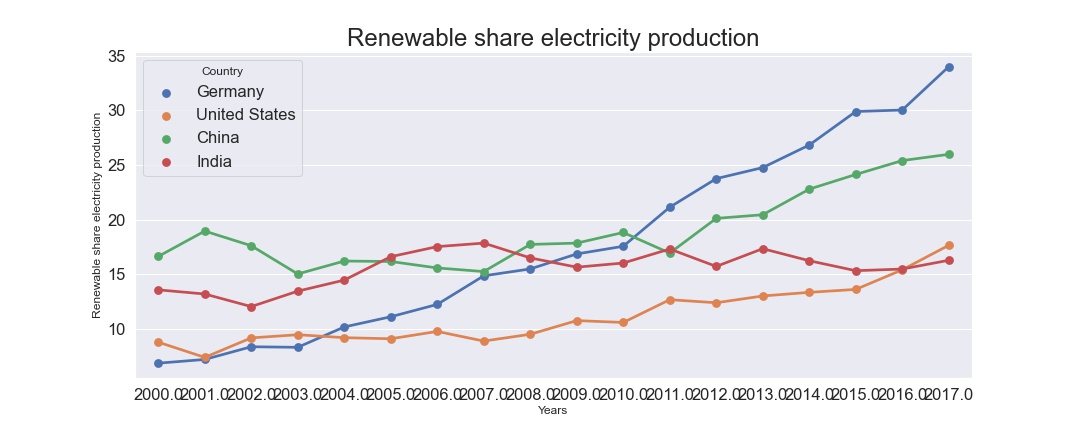 Renewable share electricity production
35
30
25
20
15
10
Renewable share electricity production
Country
Germany
United States
China
India
2000.0 2001.0 2002.0 2003.0 2004.0 2005.0 2006.0 2007.0 2008.0 2009.0 2010.0 2011.0 2012.0 2013.0 2014.0 2015.0 2016.0 2017.0
Years